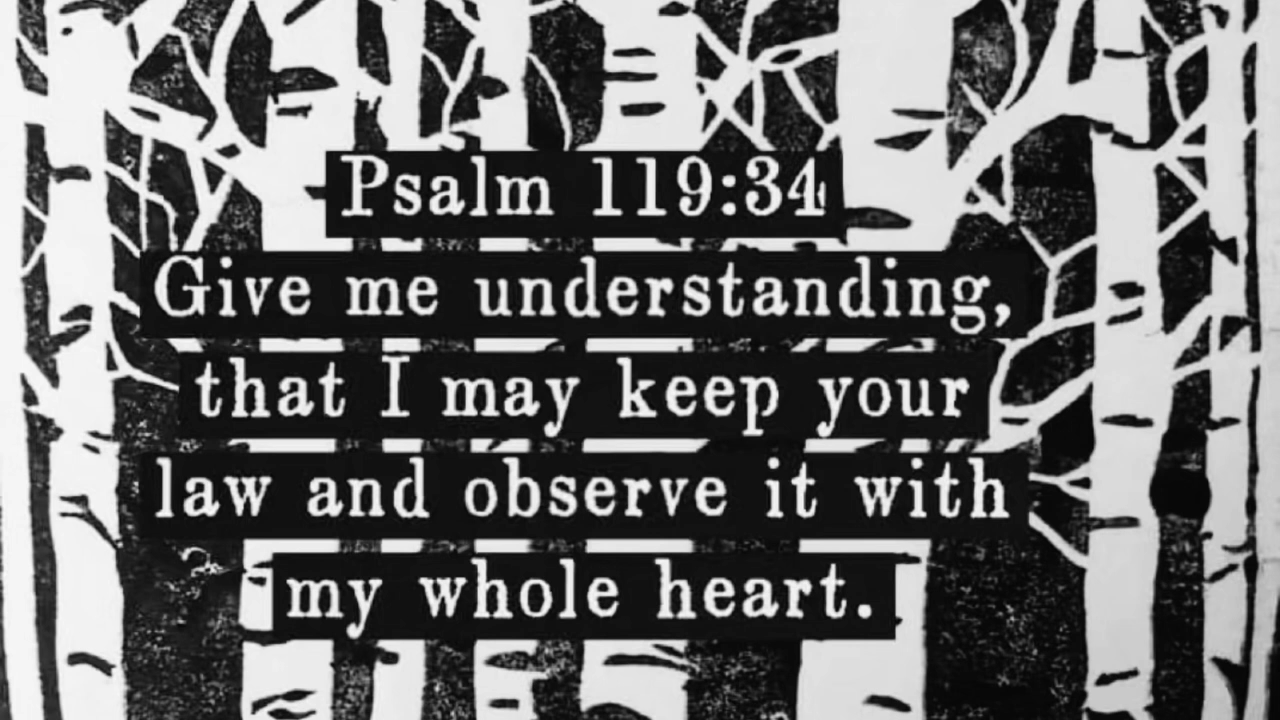 Psalm 119:34
Give me understanding,
that I may keep your
law and observe it with
my whole heart.